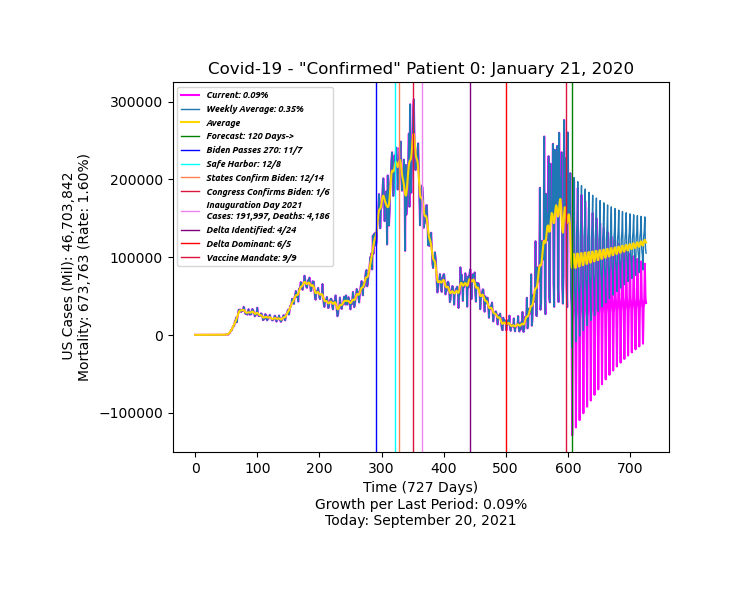 Covid-19 - "Confirmed" Patient 0: January 21, 2020
300000
200000
100000
0
−100000
US Cases (Mil): 46,703,842
Mortality: 673,763 (Rate: 1.60%)
Current: 0.09%
Weekly Average: 0.35%
Average
Forecast: 120 Days->
Biden Passes 270: 11/7
Safe Harbor: 12/8
States Confirm Biden: 12/14
Congress Confirms Biden: 1/6
Inauguration Day 2021
Cases: 191,997, Deaths: 4,186
Delta Identified: 4/24
Delta Dominant: 6/5
Vaccine Mandate: 9/9
0 100 200 300 400 500 600 700
Time (727 Days)
Growth per Last Period: 0.09%
Today: September 20, 2021